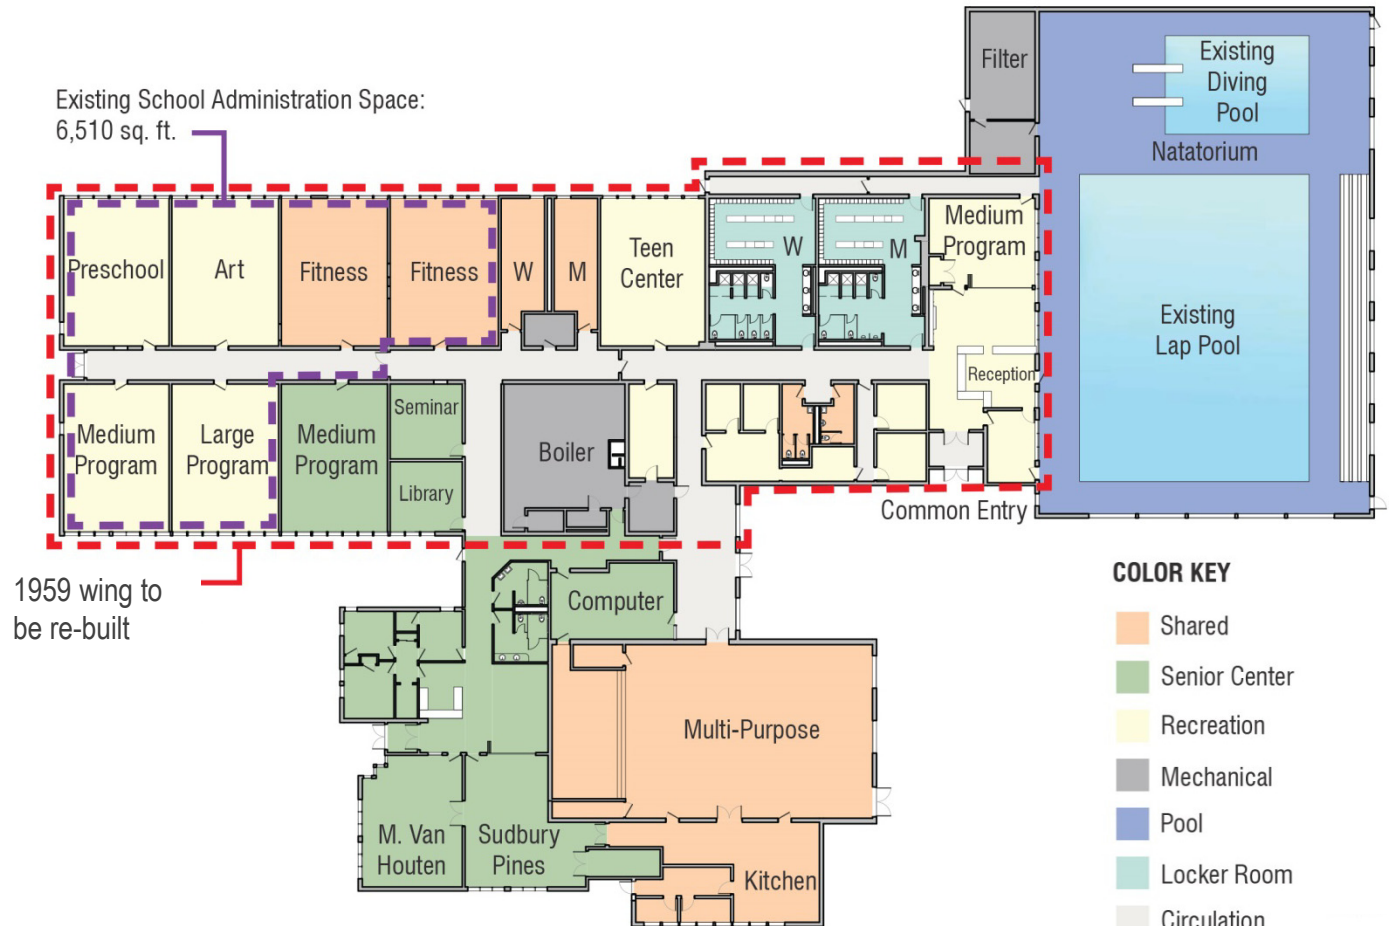 Existing School Administration Space:
6,510 sq. ft.
Filter
Existing
Diving
Pool
Natatorium
Preschool
Art
Fitness
Fitness
W
M
Teen
Center
W
M
Medium
Program
Existing
Lap Pool
Reception
Medium
Program
Large
Program
Medium
Program
Seminar
Library
Boiler
Common Entry
1959 wing to
be re-built
Computer
Multi-Purpose
M. Van
Houten
Sudbury
Pines
Kitchen
COLOR KEY
Shared
Senior Center
Recreation
Mechanical
Pool
Locker Room
Circulation